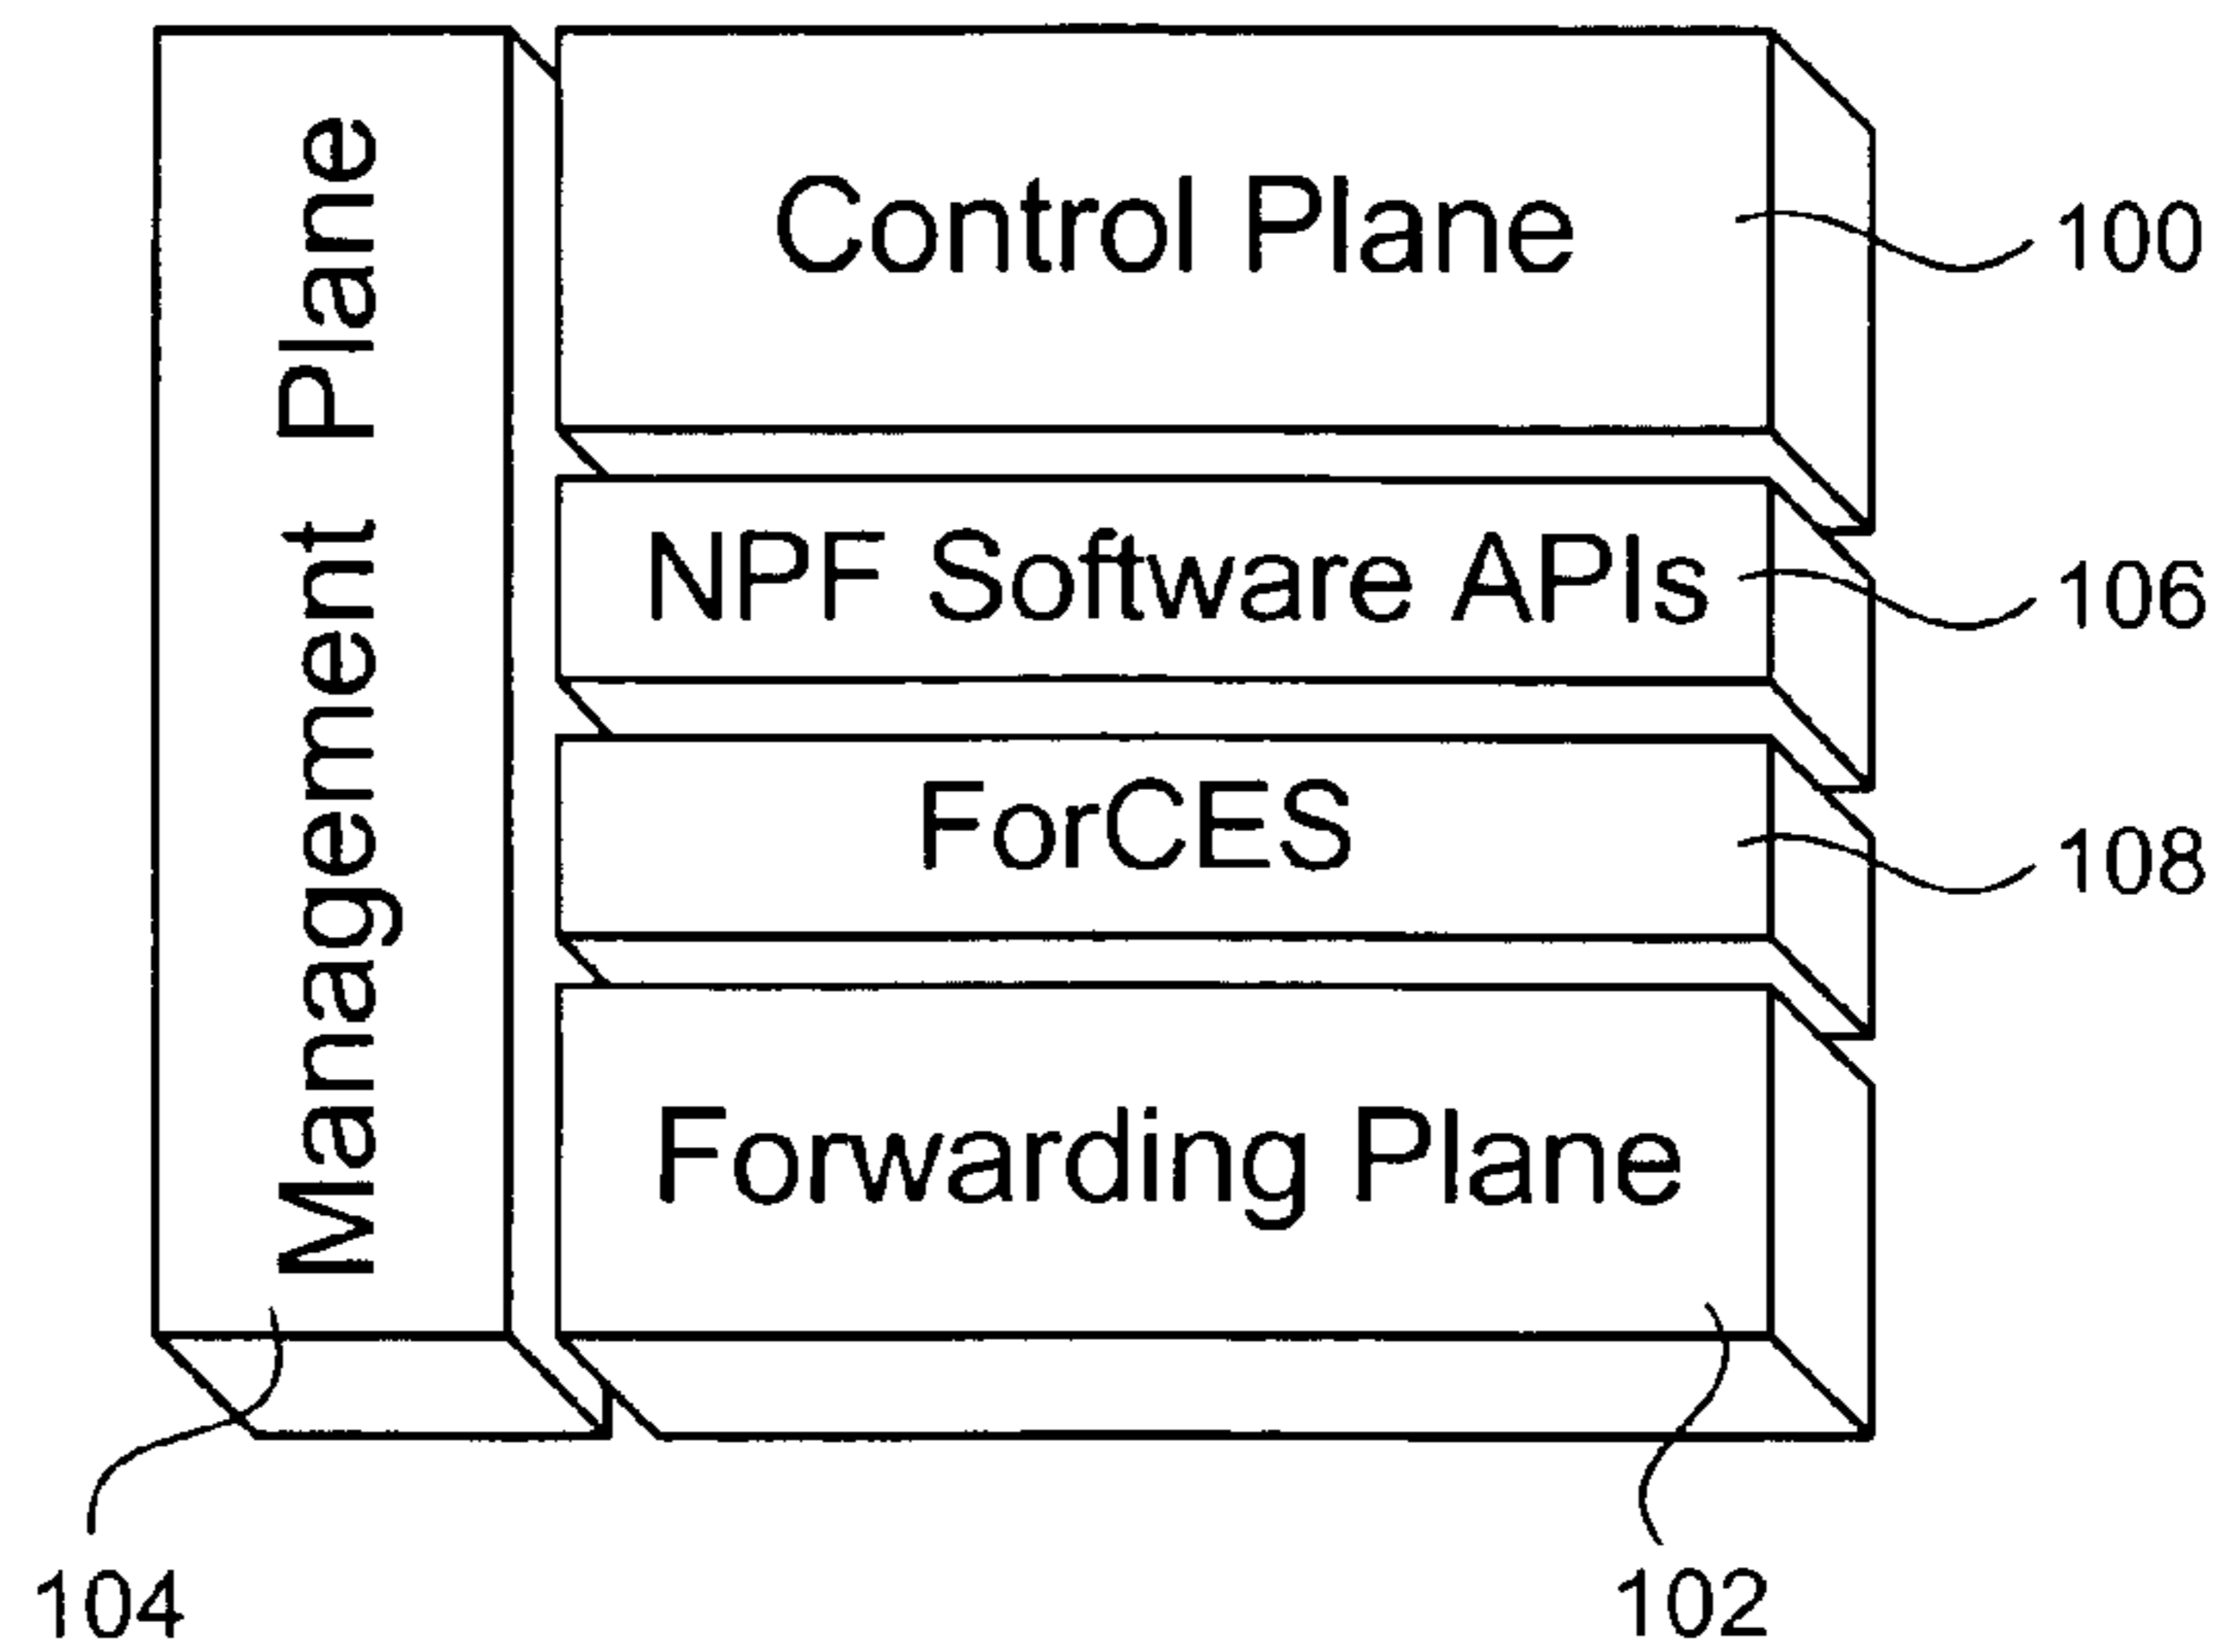 Management Plane
Control Plane
100
NPF Software APIs
106
ForCES
108
Forwarding Plane
104
102